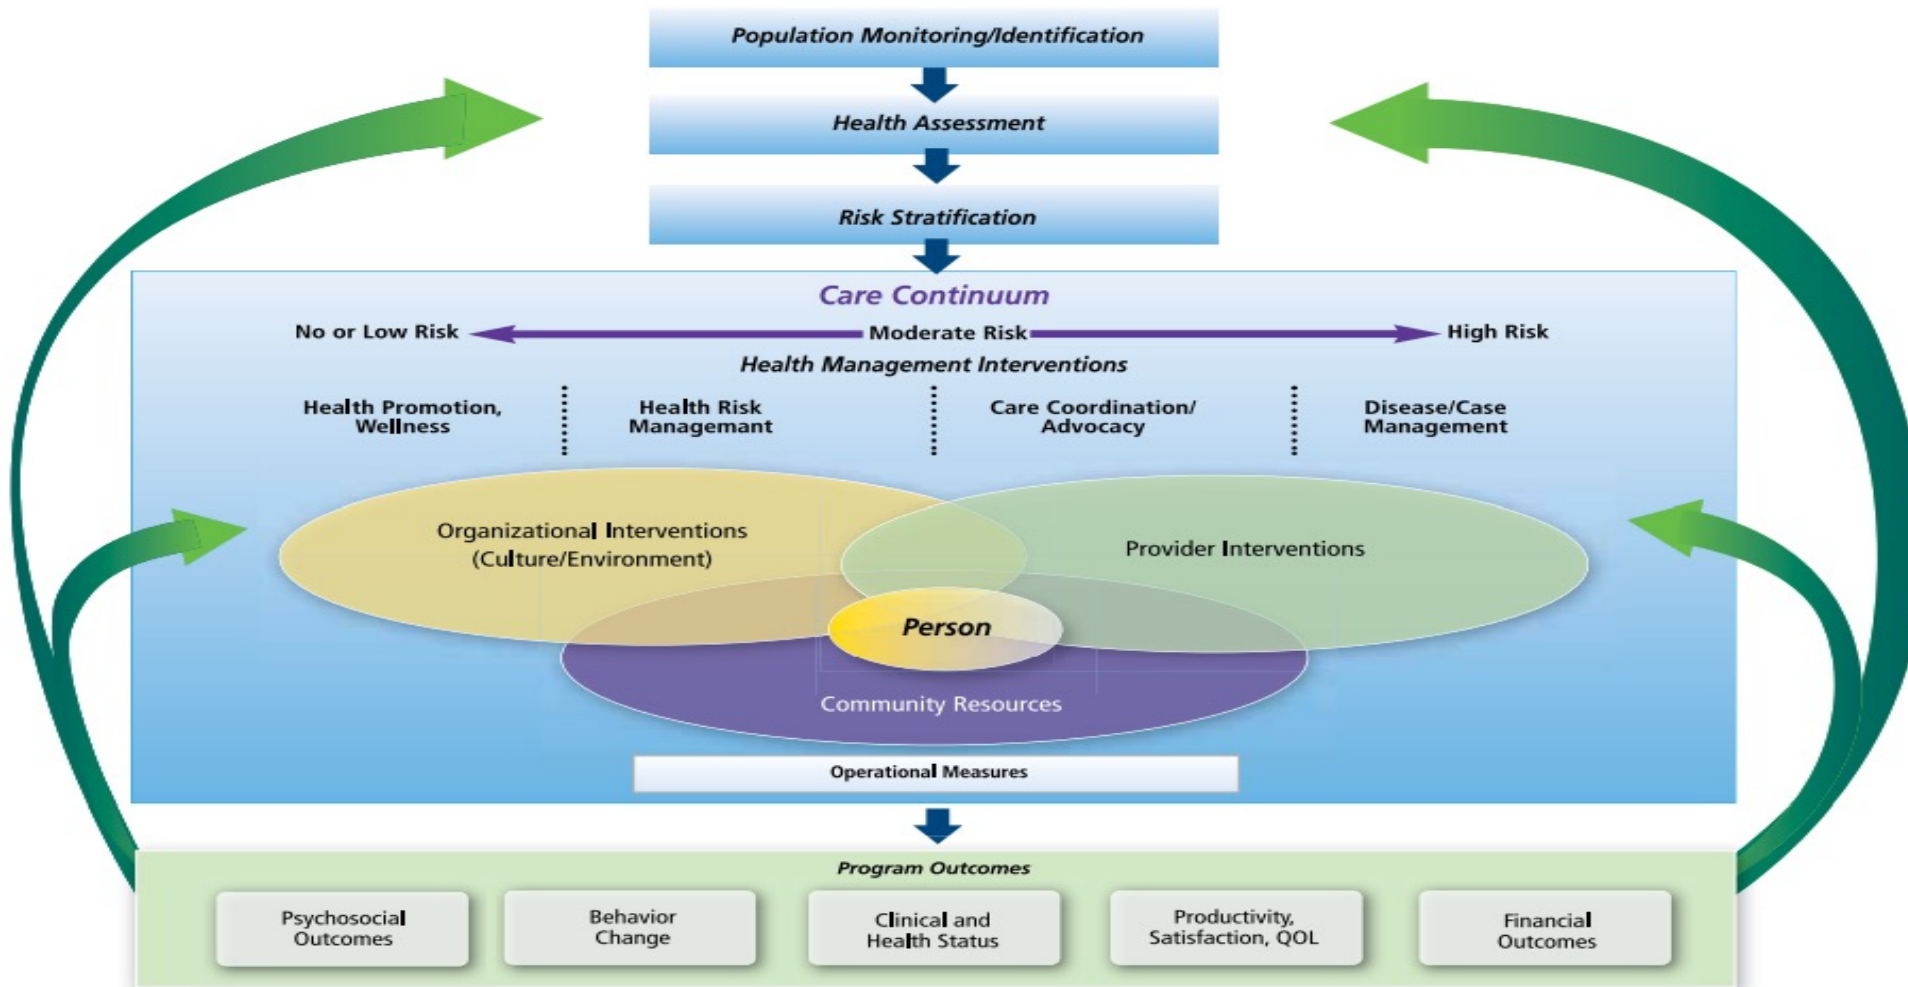 Population Monitoring/Identification
Health Assessment
Risk Stratification
Care Continuum
No or Low Risk
Moderate Risk
High Risk
Health Management Interventions
Health Promotion,
Wellness
Health Risk
Managemant
Care Coordination/
Advocacy
Disease/Case
Management
Organizational Interventions
(Culture/Environment)
Provider Interventions
Person
Community Resources
Operational Measures
Program Outcomes
Psychosocial
Outcomes
Behavior
Change
Clinical and
Health Status
Productivity,
Satisfaction, QOL
Financial
Outcomes